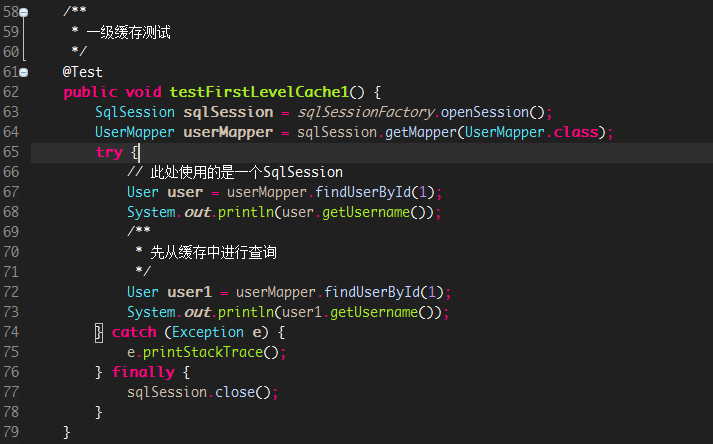 58 /**
59 * 一级缓存测试
60 */
61 @Test
62 public void testFirstLevelCache1() {
63 SqlSession sqlSession = sqlSessionFactory.openSession();
64 UserMapper userMapper = sqlSession.getMapper(UserMapper.class);
65 try {
66 // 此处使用的是一个SqlSession
67 User user = userMapper.findUserById(1);
68 System.out.println(user.getUsername());
69 /**
70 * 先从缓存中进行查询
71 */
72 User user1 = userMapper.findUserById(1);
73 System.out.println(user1.getUsername());
74 } catch (Exception e) {
75 e.printStackTrace();
76 } finally {
77 sqlSession.close();
78 }
79 }